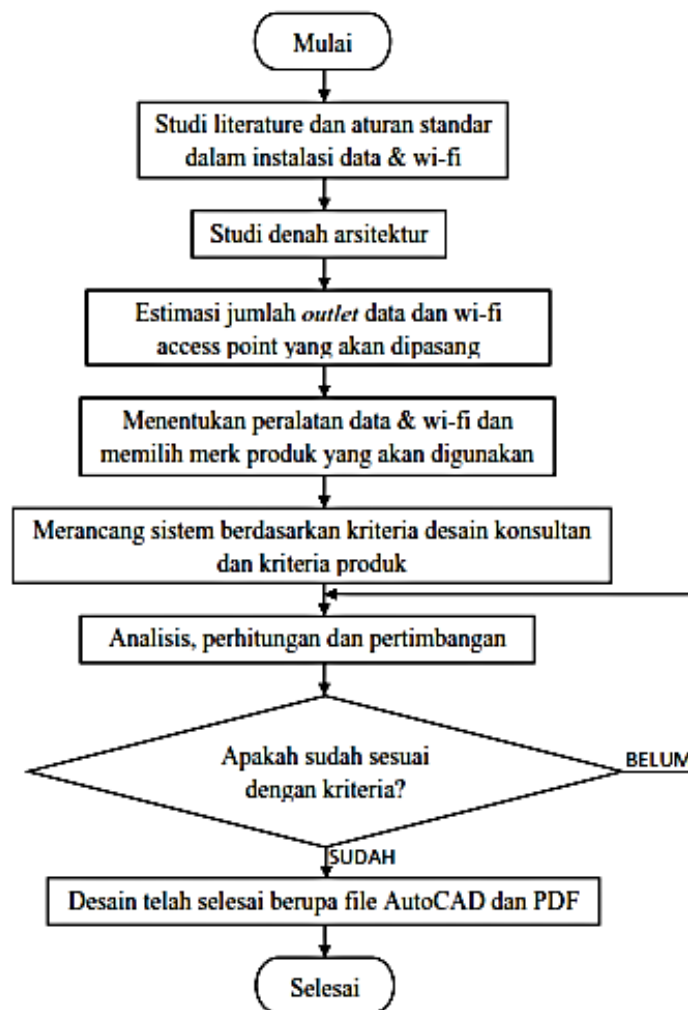 Mulai
Studi literature dan aturan standar
dalam instalasi data & wi-fi
Studi denah arsitektur
Estimasi jumlah outlet data dan wi-fi
access point yang akan dipasang
Menentukan peralatan data & wi-fi dan
memilih merk produk yang akan digunakan
Merancang sistem berdasarkan kriteria desain konsultan
dan kriteria produk
Analisis, perhitungan dan pertimbangan
Apakah sudah sesuai
dengan kriteria?
BELUM
SUDAH
Desain telah selesai berupa file AutoCAD dan PDF
Selesai